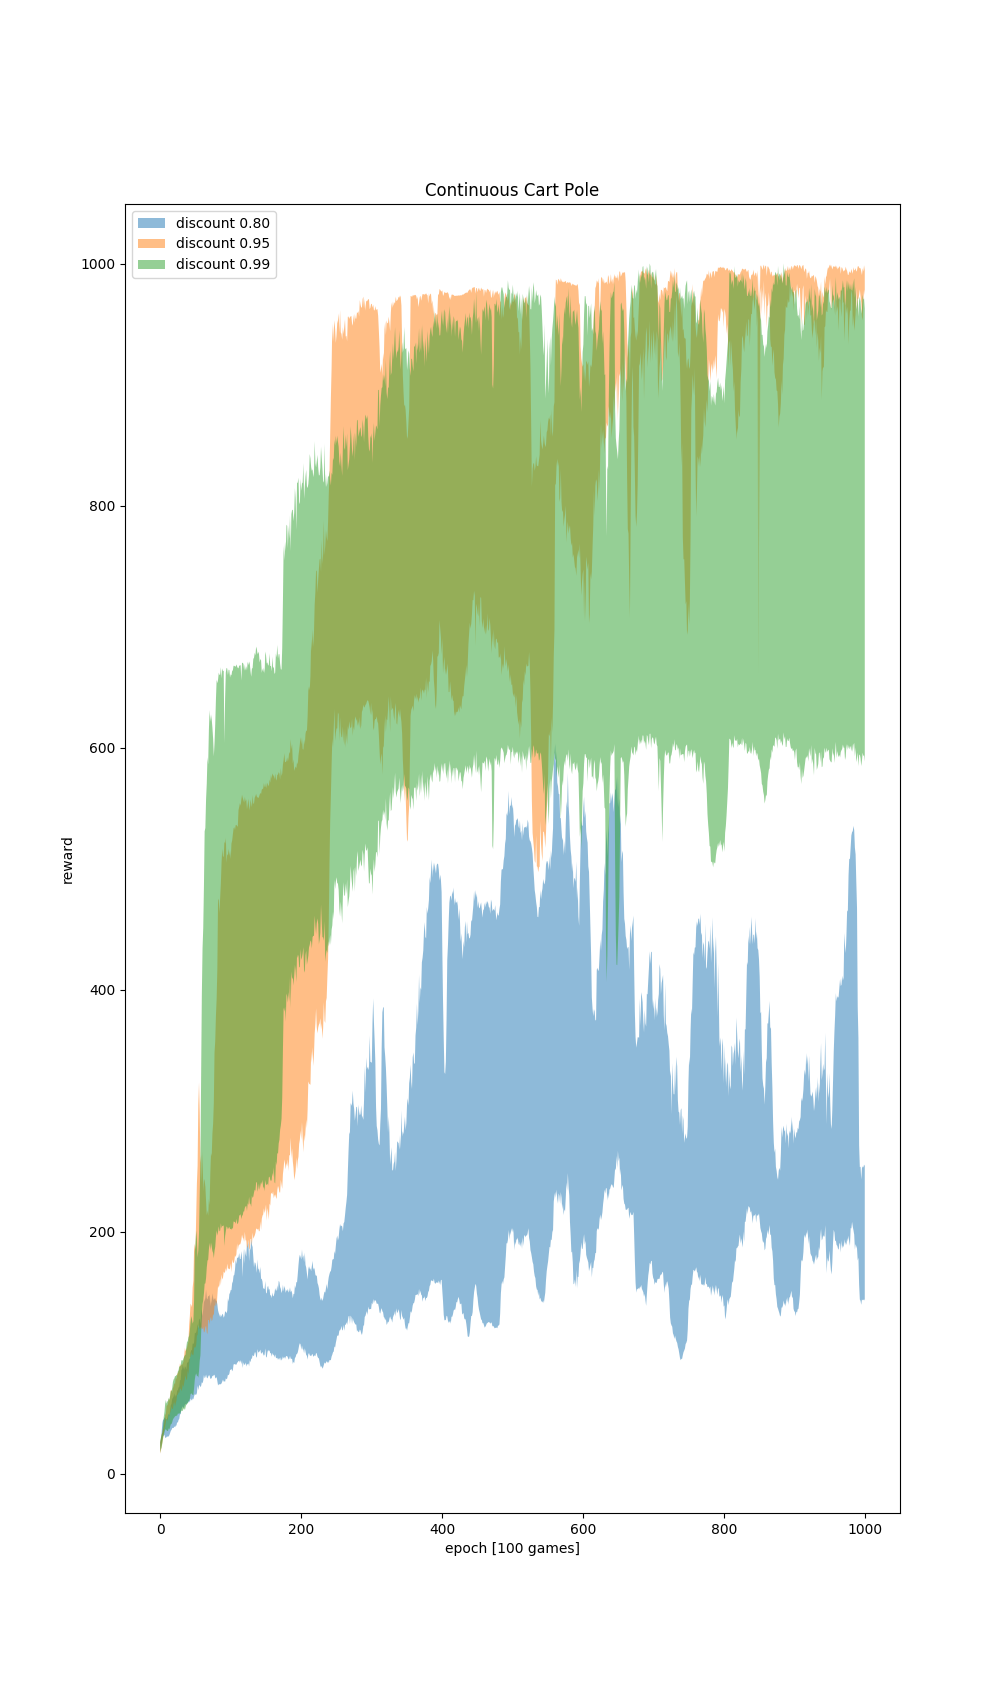 Continuous Cart Pole
discount 0.80
discount 0.95
discount 0.99
1000
800
600
400
200
0
reward
0 200 400 600 800 1000
epoch [100 games]